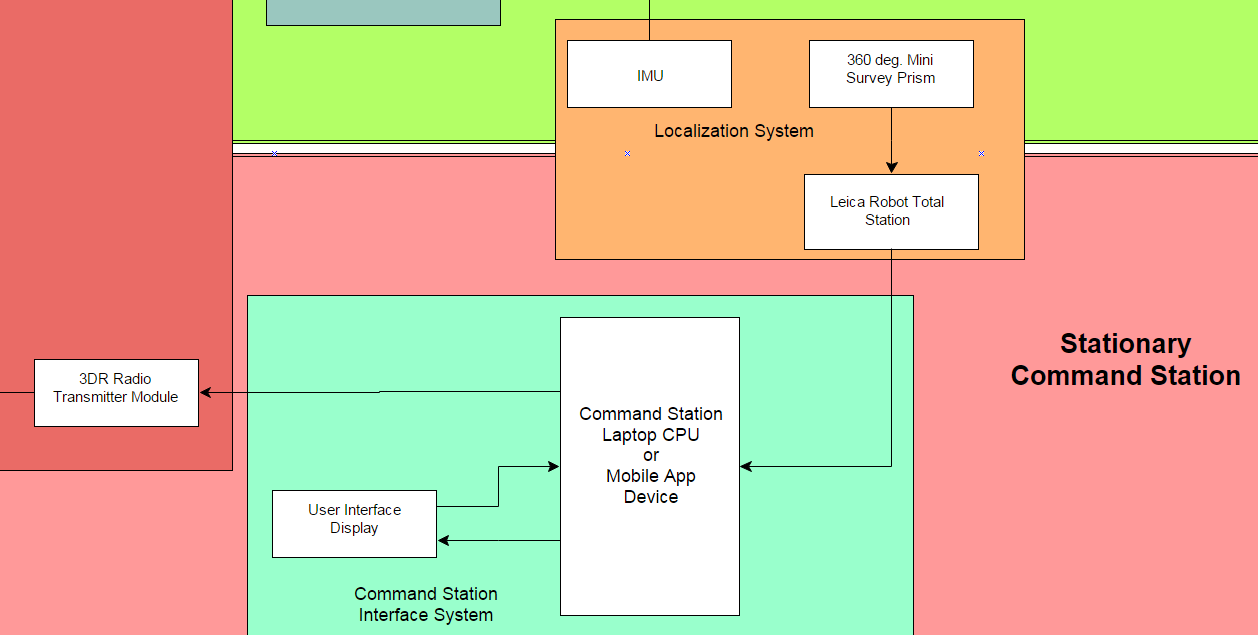 IMU
360 deg. Mini
Survey Prism
Localization System
Leica Robot Total
Station
Stationary
Command Station
3DR Radio
Transmitter Module
Command Station
Laptop CPU
or
Mobile App
Device
User Interface
Display
Command Station
Interface System